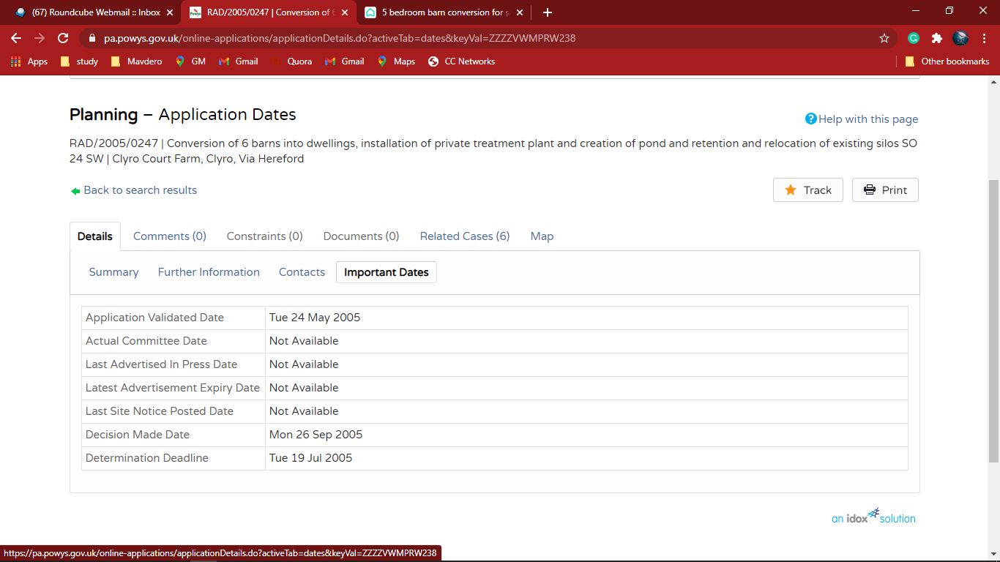 (67) Roundcube Webmail :: Inbox
RAD/2005/0247 | Conversion of 6
5 bedroom barn conversion for sa
pa.powys.gov.uk/online-applications/applicationDetails.do?activeTab=dates&keyVal=ZZZZVWMPRW238
Apps study Mavdero GM Gmail Quora Gmail Maps CC Networks Other bookmarks
Planning – Application Dates
Help with this page
RAD/2005/0247 | Conversion of 6 barns into dwellings, installation of private treatment plant and creation of pond and retention and relocation of existing silos SO
24 SW | Clyro Court Farm, Clyro, Via Hereford
Back to search results
Track Print
Details Comments (0) Constraints (0) Documents (0) Related Cases (6) Map
Summary Further Information Contacts Important Dates
Application Validated Date Tue 24 May 2005
Actual Committee Date Not Available
Last Advertised In Press Date Not Available
Latest Advertisement Expiry Date Not Available
Last Site Notice Posted Date Not Available
Decision Made Date Mon 26 Sep 2005
Determination Deadline Tue 19 Jul 2005
an idox solution
https://pa.powys.gov.uk/online-applications/applicationDetails.do?activeTab=dates&keyVal=ZZZZVWMPRW238